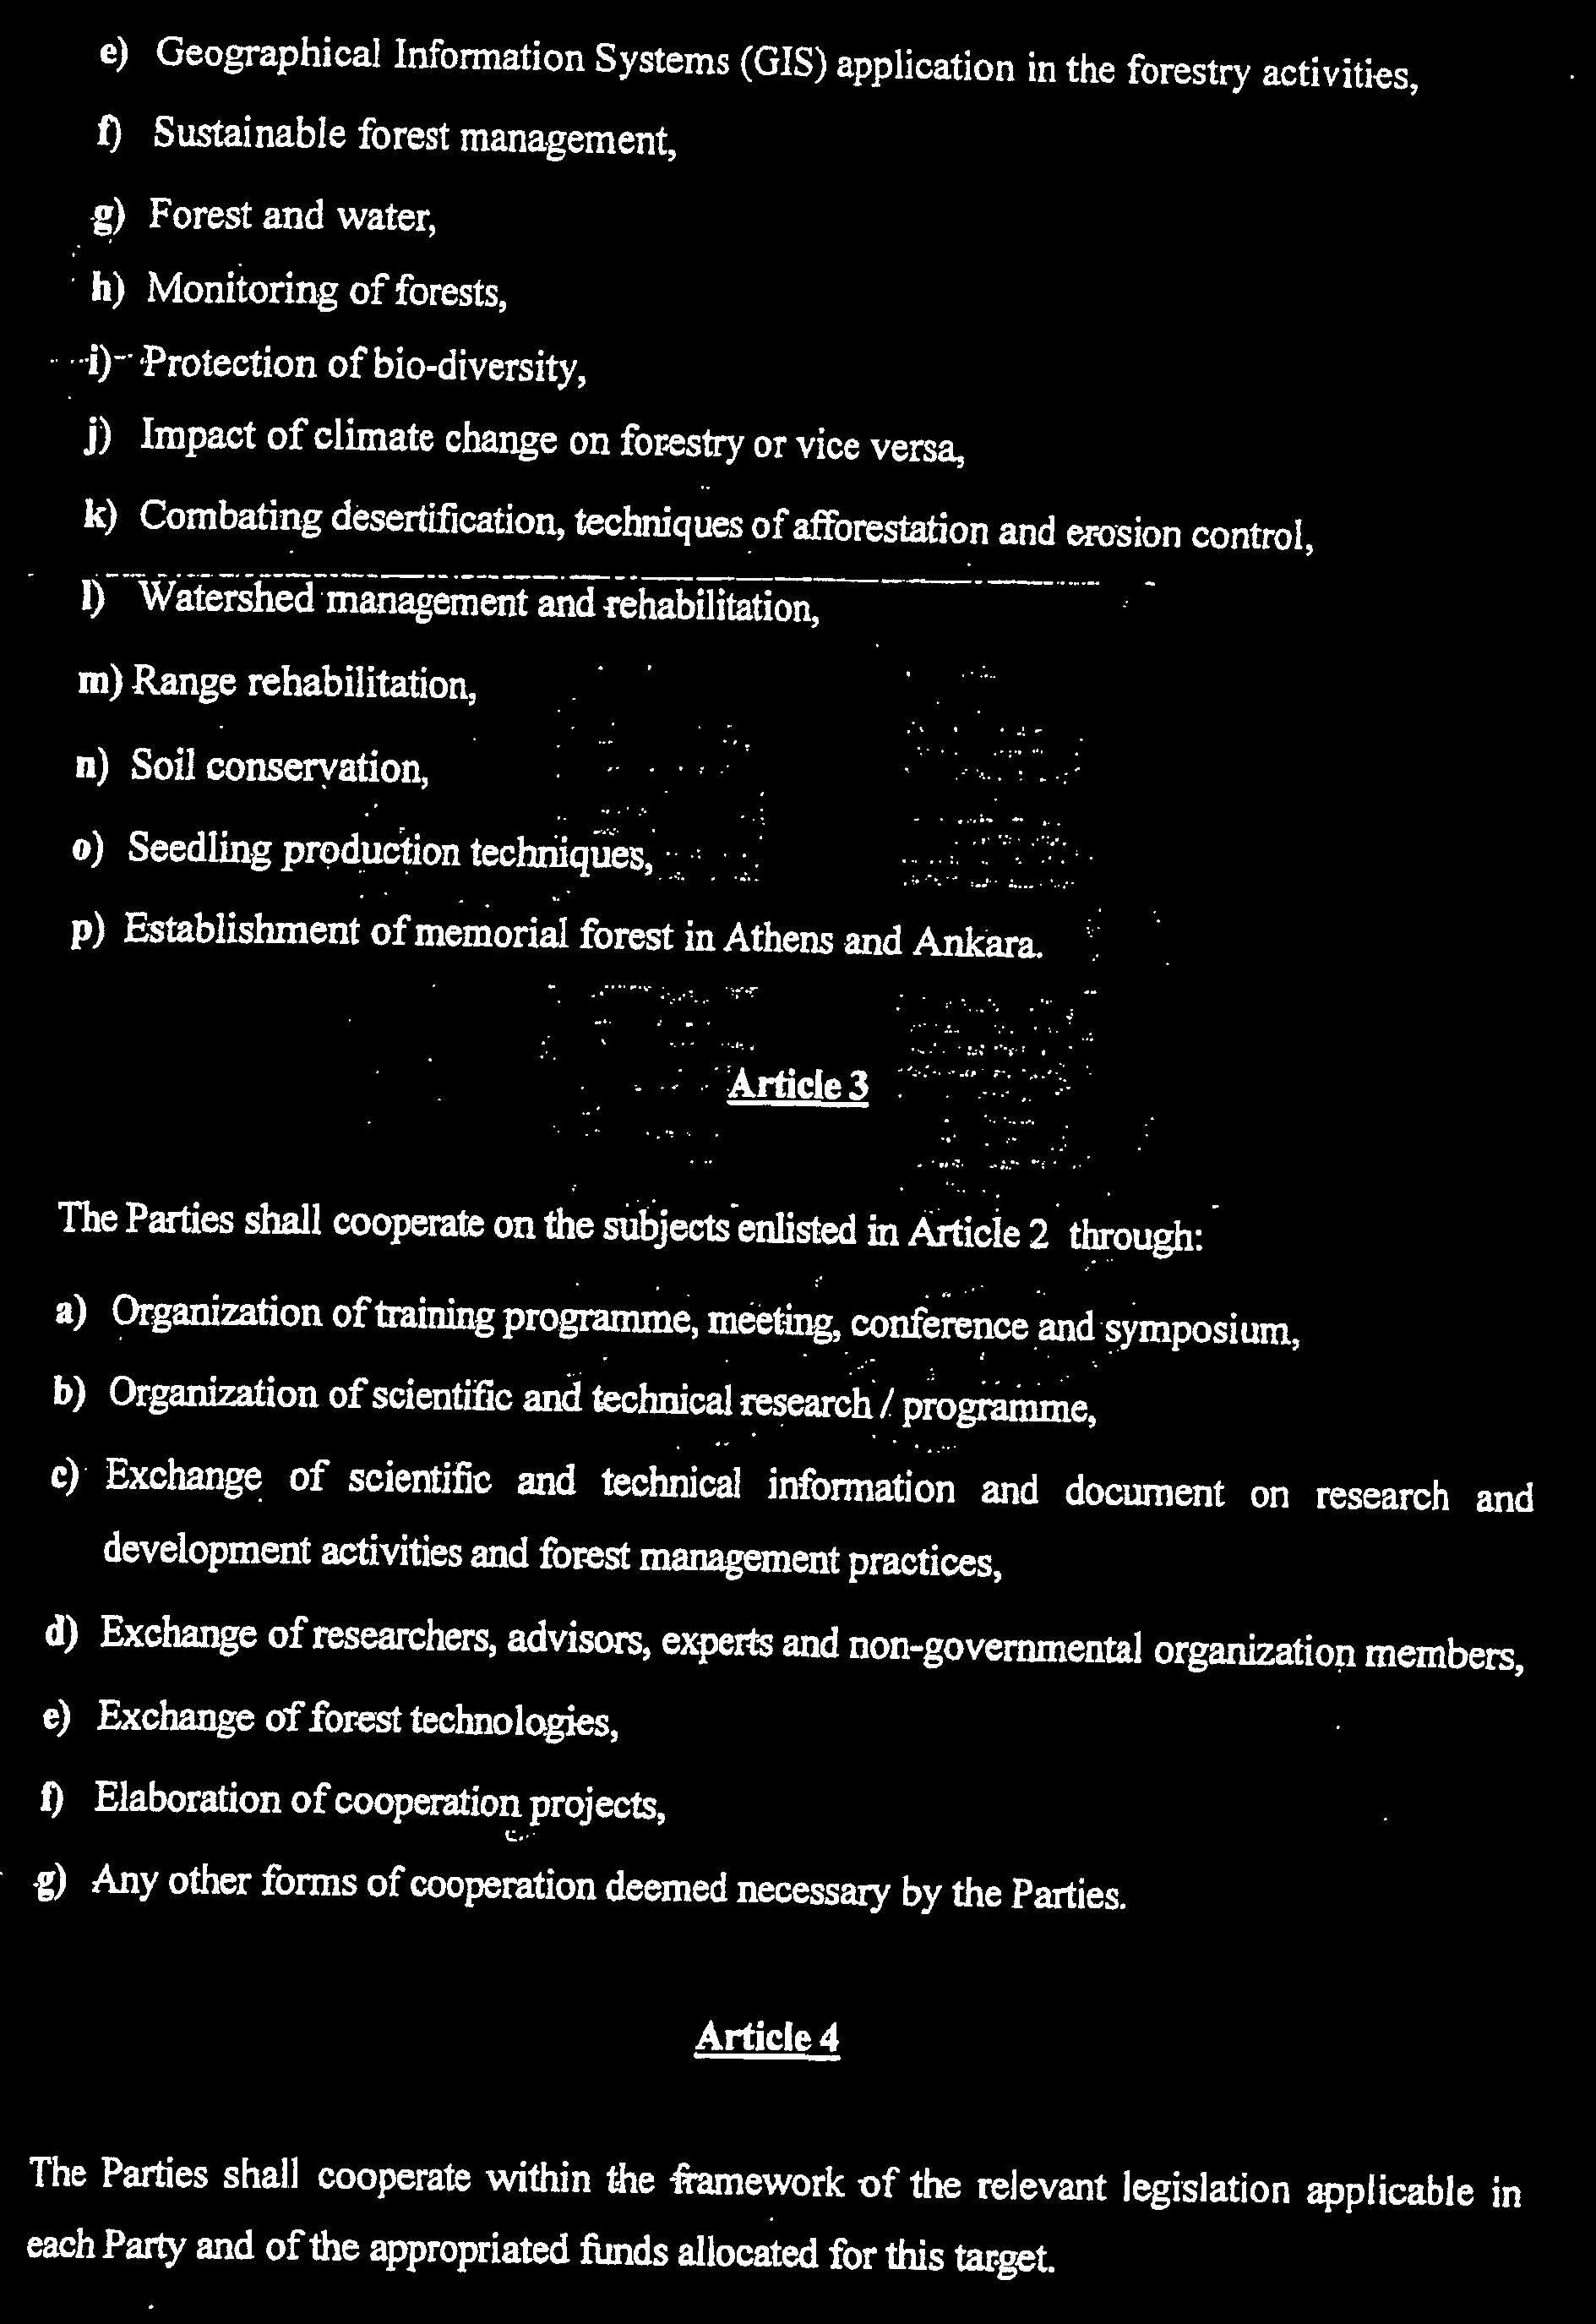 e) Geographical Information Systems (GIS) application in the forestry activities,
f) Sustainable forest management,
g) Forest and water,
h) Monitoring of forests,
i) Protection of bio-diversity,
j) Impact of climate change on forestry or vice versa,
k) Combating desertification, techniques of afforestation and erosion control,
l) Watershed management and rehabilitation,
m) Range rehabilitation,
n) Soil conservation,
o) Seedling production techniques,
p) Establishment of memorial forest in Athens and Ankara.
Article 3
The Parties shall cooperate on the subjects enlisted in Article 2 through:
a) Organization of training programme, meeting, conference and symposium,
b) Organization of scientific and technical research / programme,
c) Exchange of scientific and technical information and document on research and
development activities and forest management practices,
d) Exchange of researchers, advisors, experts and non-governmental organization members,
e) Exchange of forest technologies,
f) Elaboration of cooperation projects,
g) Any other forms of cooperation deemed necessary by the Parties.
Article 4
The Parties shall cooperate within the framework of the relevant legislation applicable in
each Party and of the appropriated funds allocated for this target.